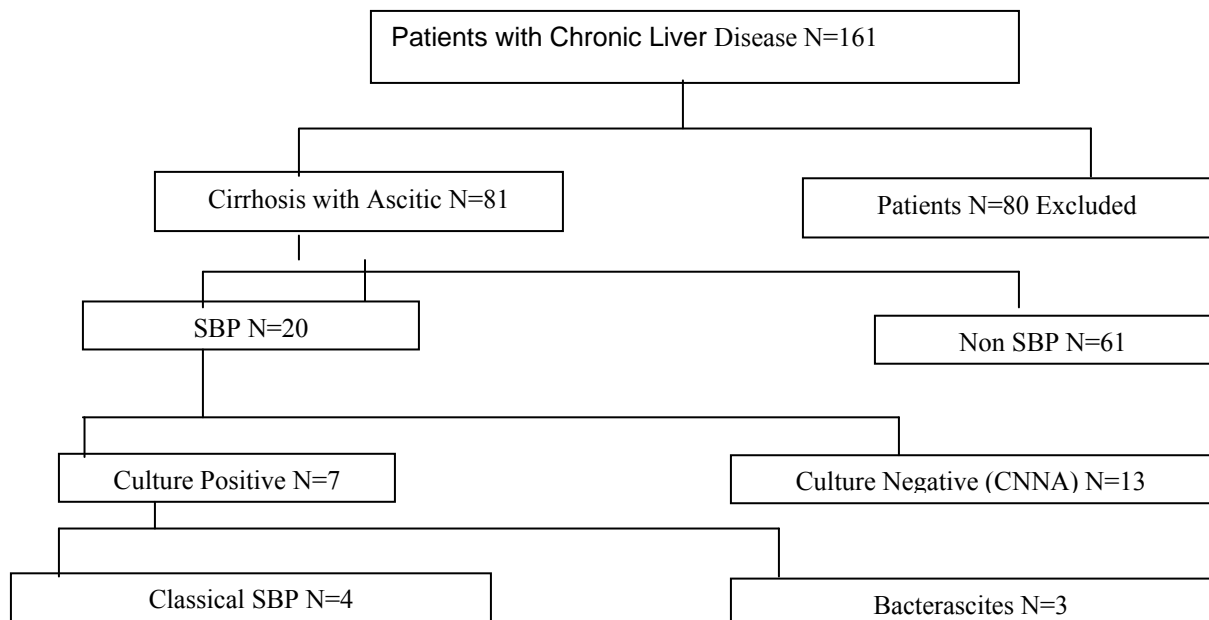 Patients with Chronic Liver Disease N=161
Cirrhosis with Ascitic N=81
Patients N=80 Excluded
SBP N=20
Non SBP N=61
Culture Positive N=7
Culture Negative (CNNA) N=13
Classical SBP N=4
Bacterascites N=3